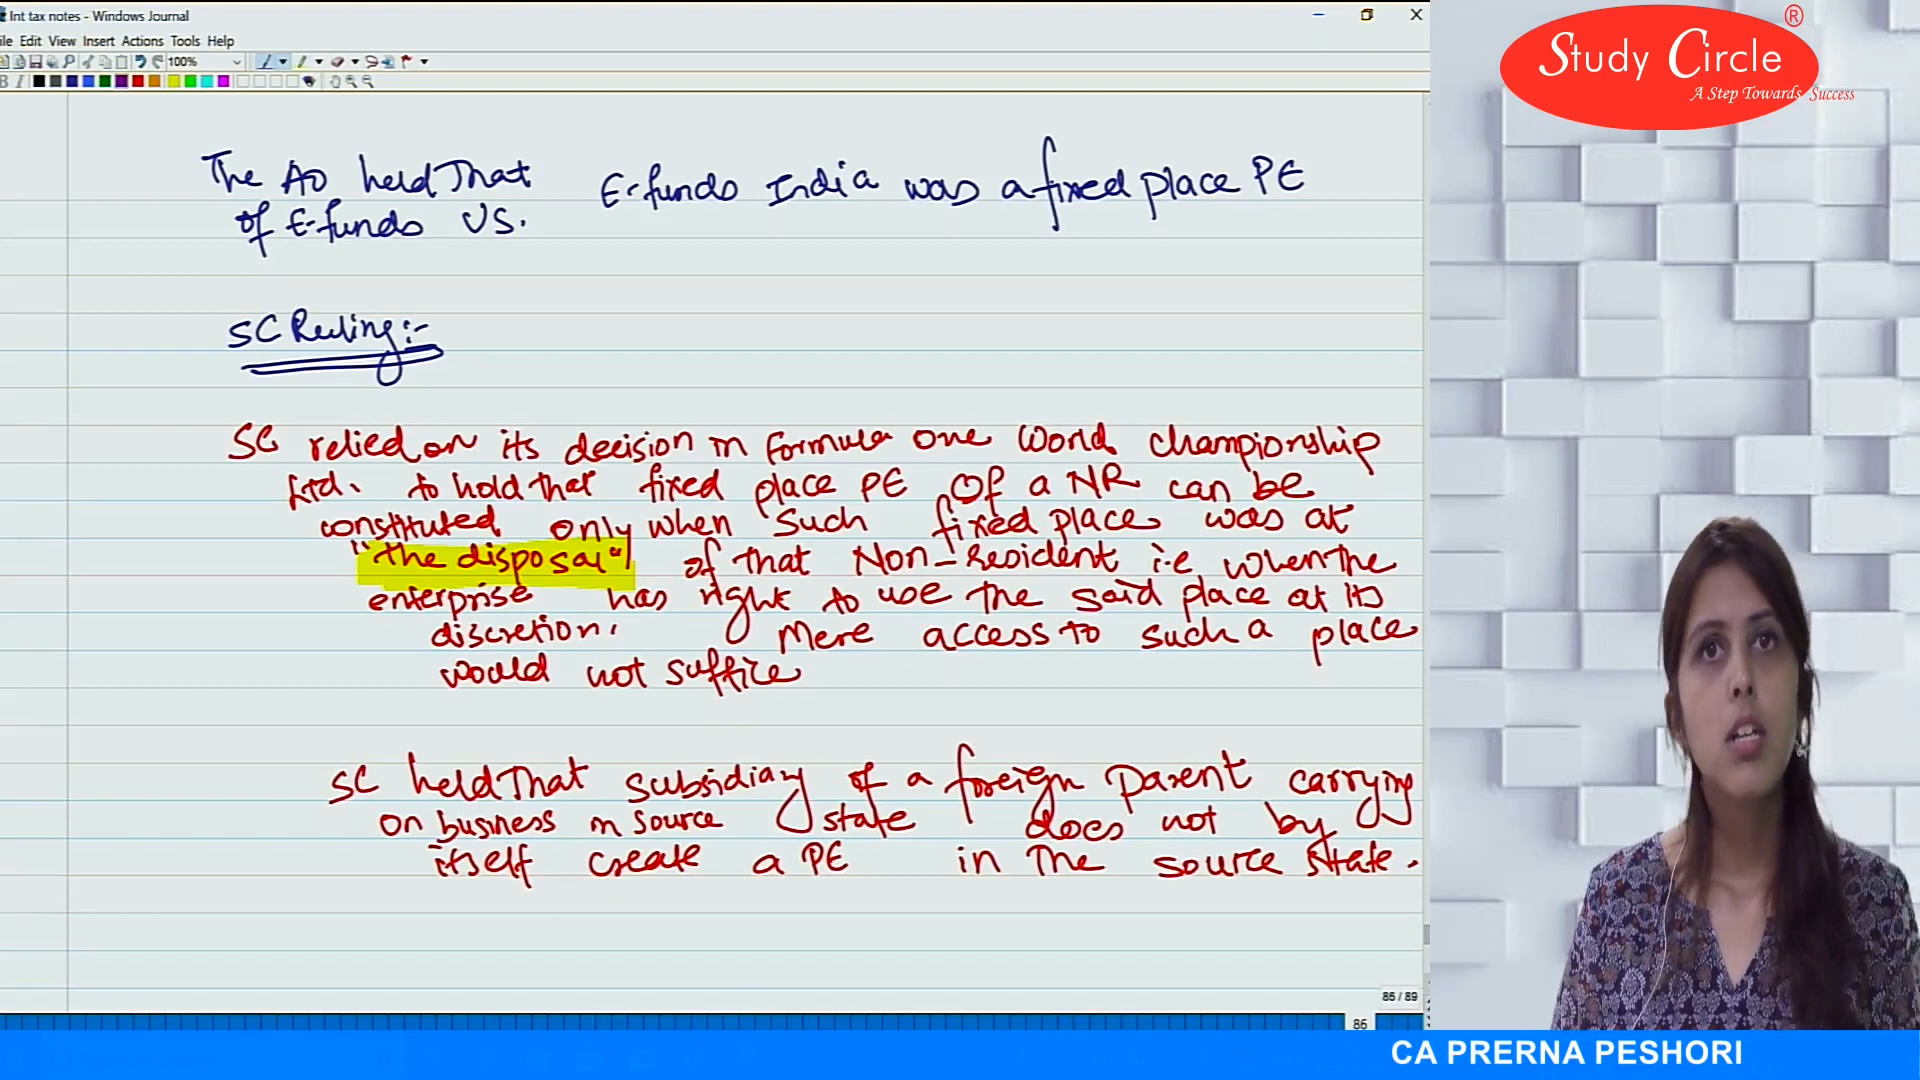 Int tax notes - Windows Journal
ile Edit View Insert Actions Tools Help
100%
B I
The AO held That E-funds India was a fixed place PE
of E-funds US.
SC Ruling:-
SC relied on its decision in Formula One World Championship
Ltd. to hold that fixed place PE of a NR can be
constituted only when such fixed place was at
"the disposal" of that Non-resident i.e when the
enterprise has right to use the said place at its
discretion. Mere access to such a place
would not suffice
SC held That subsidiary of a foreign Parent carrying
on business in source state does not by
itself create a PE in the source state.
86 / 89
86
Study Circle ®
A Step Towards Success
CA PRERNA PESHORI